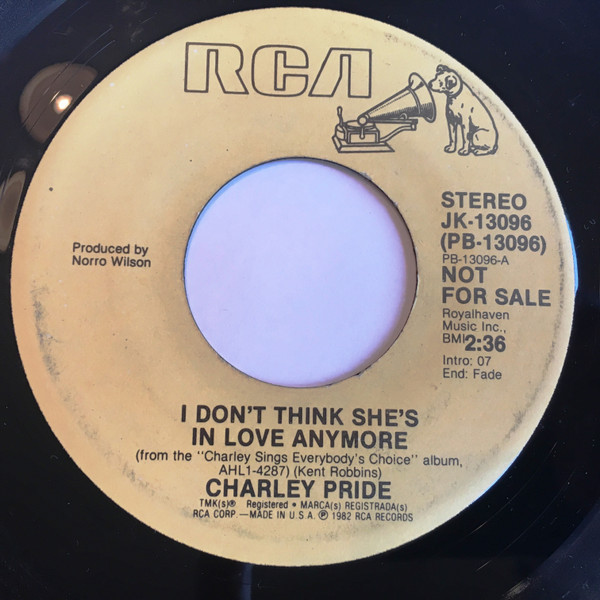 RCA
STEREO
JK-13096
(PB-13096)
PB-13096-A
NOT
FOR SALE
Royalhaven
Music Inc.,
BMI 2:36
Intro: 07
End: Fade
Produced by
Norro Wilson
I DON'T THINK SHE'S
IN LOVE ANYMORE
(from the "Charley Sings Everybody's Choice" album,
AHL1-4287) (Kent Robbins)
CHARLEY PRIDE
TMK(s)® Registered • MARCA(s) REGISTRADA(s)
RCA CORP.—MADE IN U.S.A. ℗ 1982 RCA RECORDS